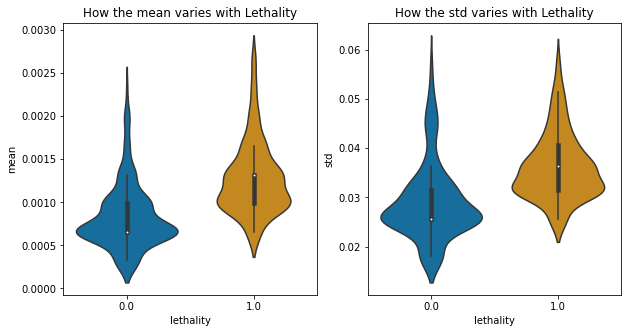 How the mean varies with Lethality
mean
0.0030
0.0025
0.0020
0.0015
0.0010
0.0005
0.0000
0.0
1.0
lethality
How the std varies with Lethality
std
0.06
0.05
0.04
0.03
0.02
0.0
1.0
lethality